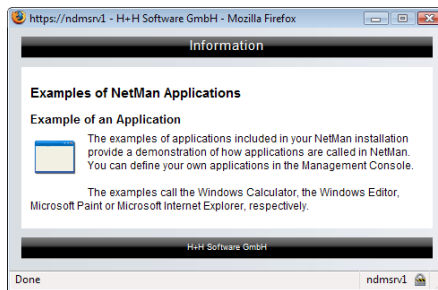 https://ndmsrv1 - H+H Software GmbH - Mozilla Firefox
Information
Examples of NetMan Applications
Example of an Application
The examples of applications included in your NetMan installation
provide a demonstration of how applications are called in NetMan.
You can define your own applications in the Management Console.
The examples call the Windows Calculator, the Windows Editor,
Microsoft Paint or Microsoft Internet Explorer, respectively.
H+H Software GmbH
Done
ndmsrv1